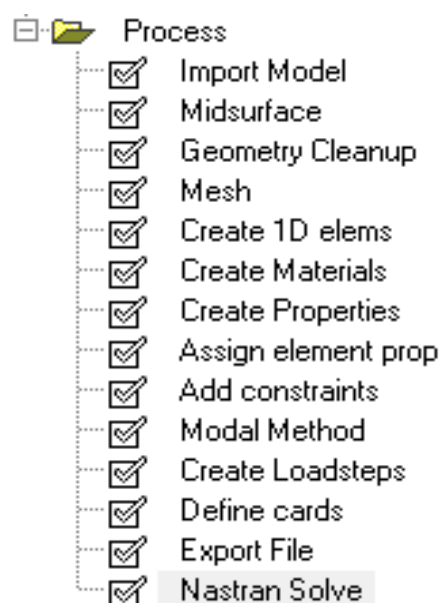 Process
Import Model
Midsurface
Geometry Cleanup
Mesh
Create 1D elems
Create Materials
Create Properties
Assign element prop
Add constraints
Modal Method
Create Loadsteps
Define cards
Export File
Nastran Solve